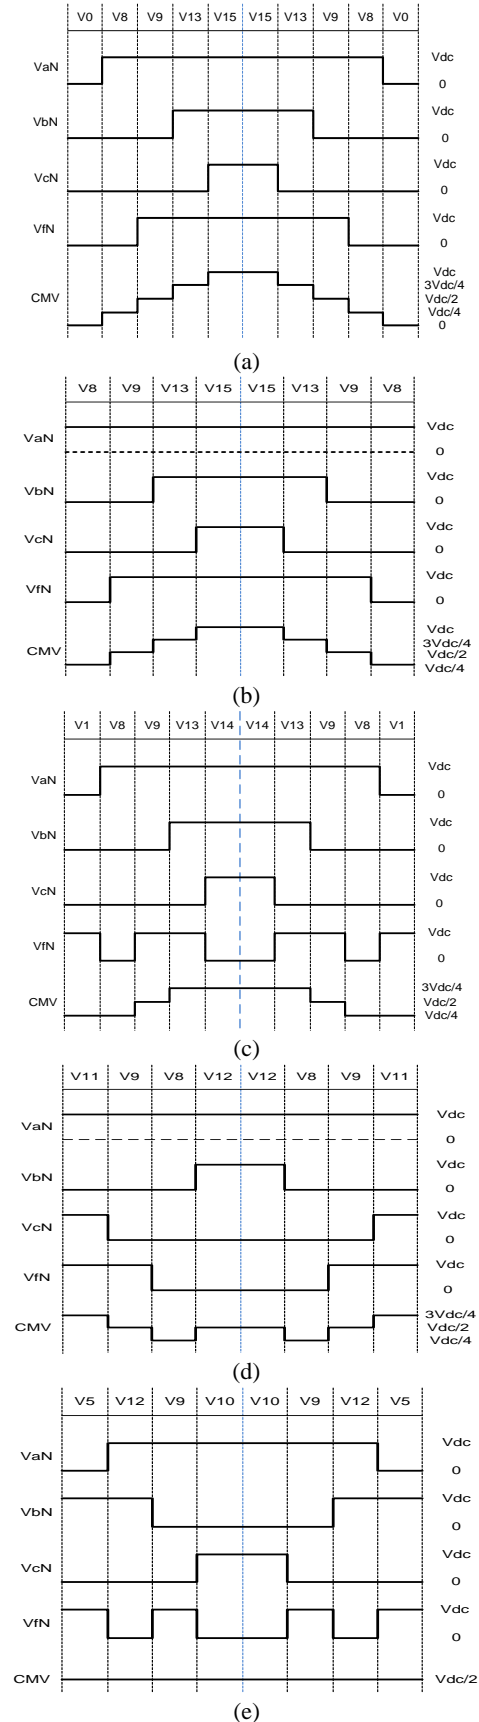 V0 V8 V9 V13 V15 V15 V13 V9 V8 V0
VaN Vdc
0
VbN Vdc
0
VcN Vdc
0
VfN Vdc
0
CMV Vdc
3Vdc/4
Vdc/2
Vdc/4
0
(a)
V8 V9 V13 V15 V15 V13 V9 V8
VaN Vdc
0
VbN Vdc
0
VcN Vdc
0
VfN Vdc
0
CMV Vdc
3Vdc/4
Vdc/2
Vdc/4
(b)
V1 V8 V9 V13 V14 V14 V13 V9 V8 V1
VaN Vdc
0
VbN Vdc
0
VcN Vdc
0
VfN Vdc
0
CMV 3Vdc/4
Vdc/2
Vdc/4
(c)
V11 V9 V8 V12 V12 V8 V9 V11
VaN Vdc
0
VbN Vdc
0
VcN Vdc
0
VfN Vdc
0
CMV 3Vdc/4
Vdc/2
Vdc/4
(d)
V5 V12 V9 V10 V10 V9 V12 V5
VaN Vdc
0
VbN Vdc
0
VcN Vdc
0
VfN Vdc
0
CMV Vdc/2
(e)